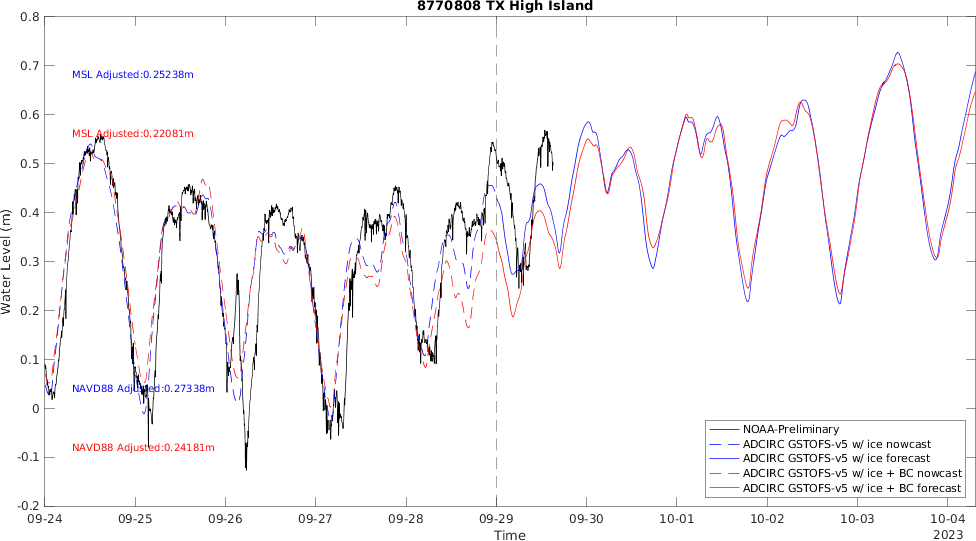 8770808 TX High Island
0.8
0.7
0.6
0.5
0.4
0.3
0.2
0.1
0
-0.1
-0.2
Water Level (m)
MSL Adjusted:0.25238m
MSL Adjusted:0.22081m
NAVD88 Adjusted:0.27338m
NAVD88 Adjusted:0.24181m
NOAA-Preliminary
ADCIRC GSTOFS-v5 w/ ice nowcast
ADCIRC GSTOFS-v5 w/ ice forecast
ADCIRC GSTOFS-v5 w/ ice + BC nowcast
ADCIRC GSTOFS-v5 w/ ice + BC forecast
09-24 09-25 09-26 09-27 09-28 09-29 09-30 10-01 10-02 10-03 10-04
Time 2023